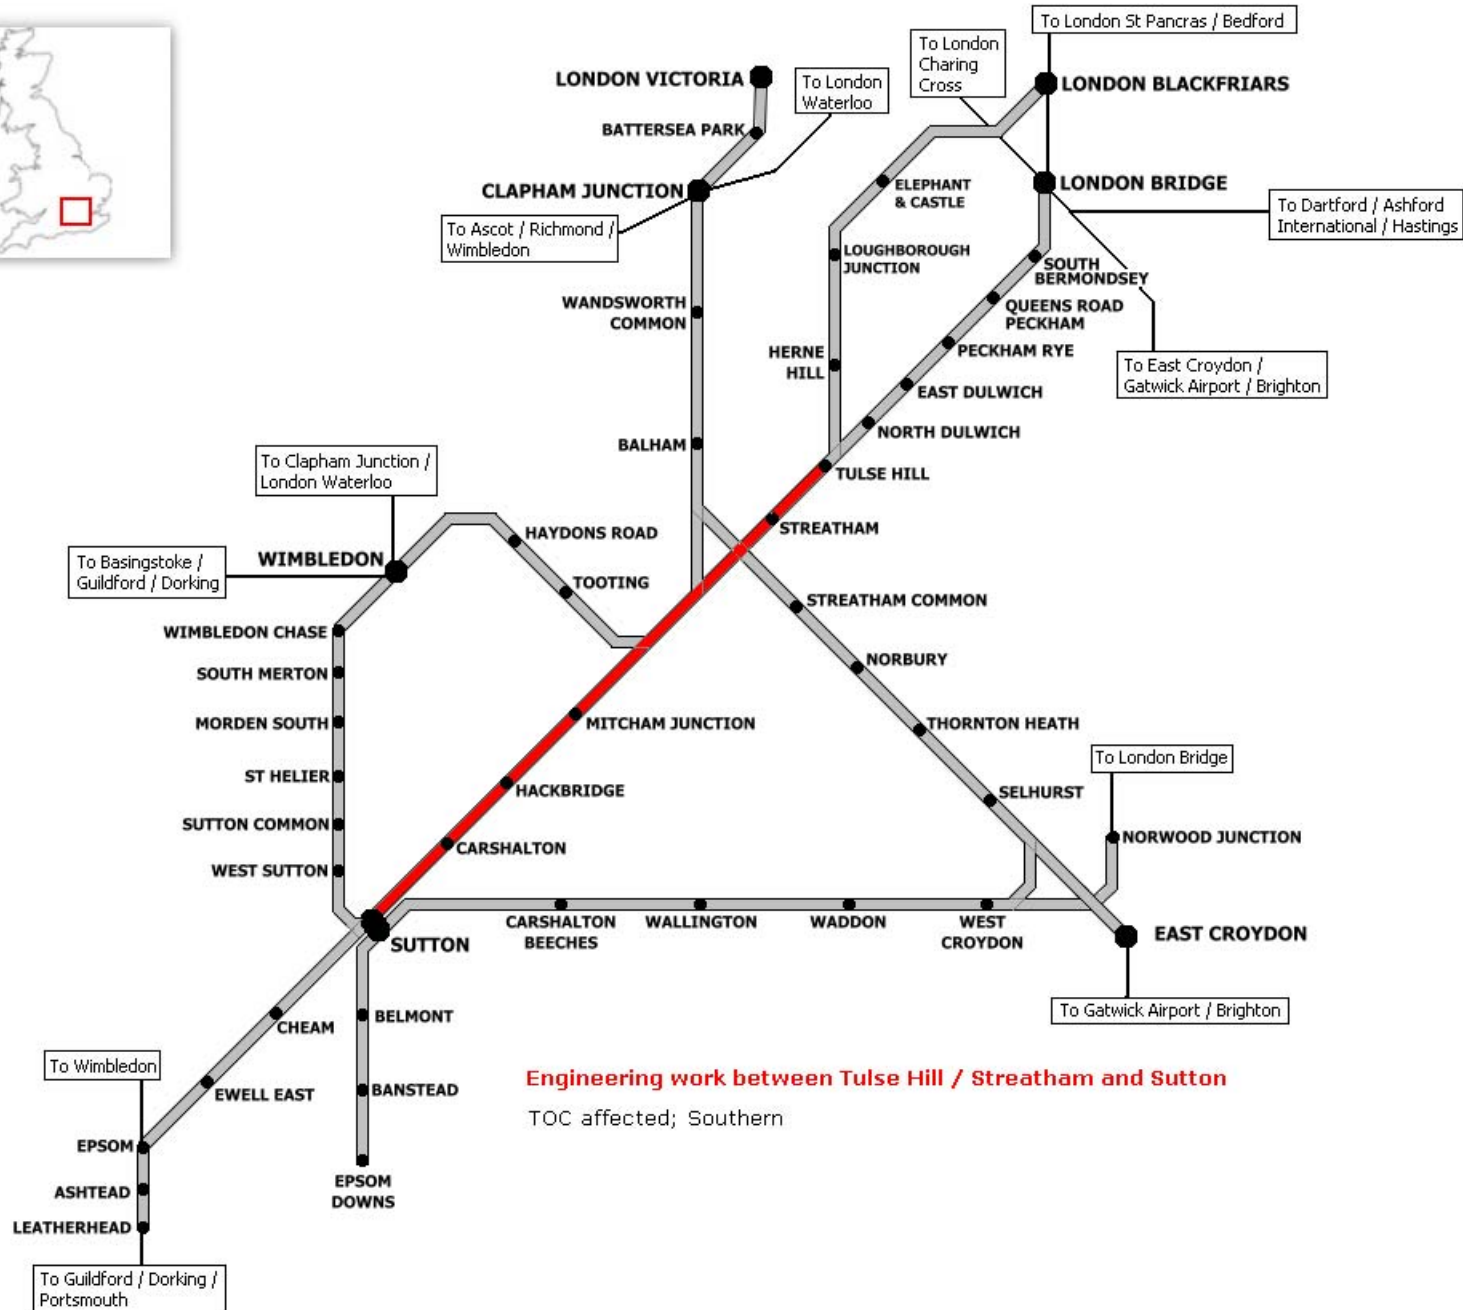 To London St Pancras / Bedford
To London
Charing
Cross
LONDON VICTORIA
To London
Waterloo
LONDON BLACKFRIARS
BATTERSEA PARK
CLAPHAM JUNCTION
ELEPHANT
& CASTLE
LONDON BRIDGE
To Ascot / Richmond /
Wimbledon
To Dartford / Ashford
International / Hastings
LOUGHBOROUGH
JUNCTION
SOUTH
BERMONDSEY
WANDSWORTH
COMMON
QUEENS ROAD
PECKHAM
HERNE
HILL
PECKHAM RYE
To East Croydon /
Gatwick Airport / Brighton
EAST DULWICH
BALHAM
NORTH DULWICH
To Clapham Junction /
London Waterloo
TULSE HILL
HAYDONS ROAD
STREATHAM
WIMBLEDON
To Basingstoke /
Guildford / Dorking
TOOTING
STREATHAM COMMON
WIMBLEDON CHASE
NORBURY
SOUTH MERTON
MORDEN SOUTH
MITCHAM JUNCTION
THORNTON HEATH
To London Bridge
ST HELIER
HACKBRIDGE
SELHURST
SUTTON COMMON
NORWOOD JUNCTION
CARSHALTON
WEST SUTTON
CARSHALTON
BEECHES
WALLINGTON
WADDON
WEST
CROYDON
EAST CROYDON
SUTTON
To Gatwick Airport / Brighton
CHEAM
BELMONT
To Wimbledon
EWELL EAST
BANSTEAD
Engineering work between Tulse Hill / Streatham and Sutton
TOC affected; Southern
EPSOM
EPSOM
DOWNS
ASHTEAD
LEATHERHEAD
To Guildford / Dorking /
Portsmouth